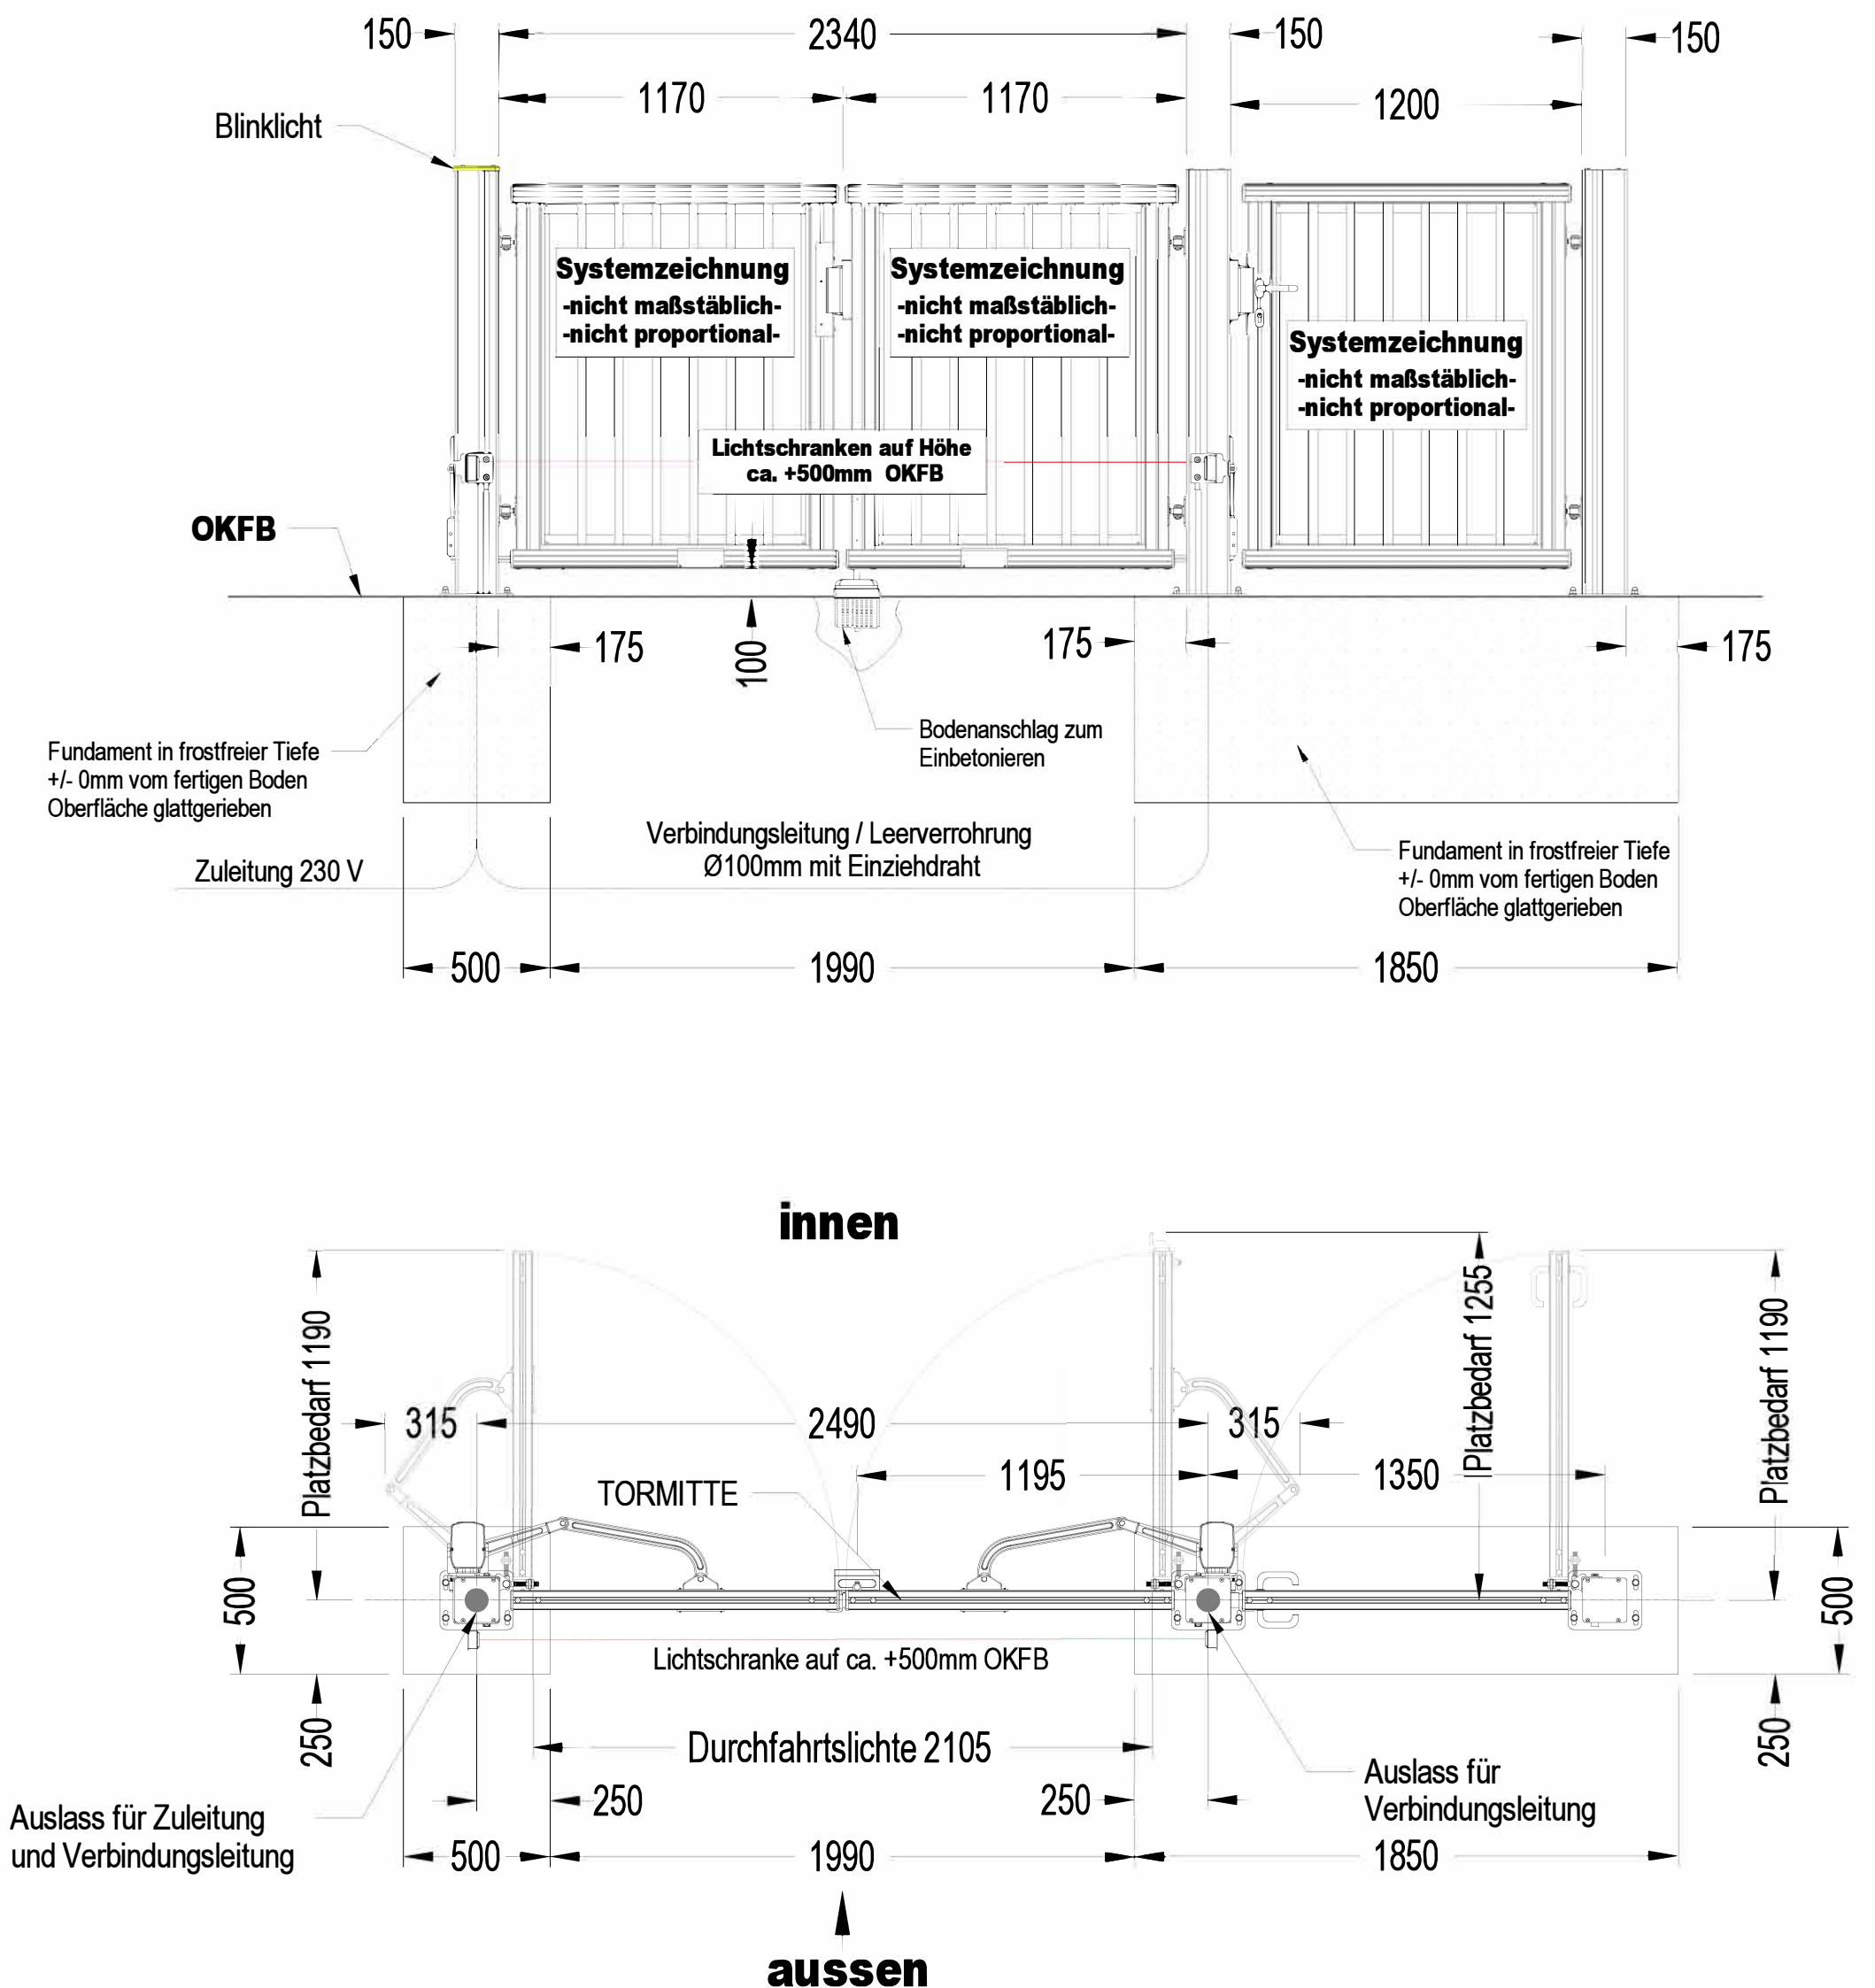 150
2340
150
150
1170
1170
1200
Blinklicht
Systemzeichnung
-nicht maßstäblich-
-nicht proportional-
Systemzeichnung
-nicht maßstäblich-
-nicht proportional-
Systemzeichnung
-nicht maßstäblich-
-nicht proportional-
Lichtschranken auf Höhe
ca. +500mm OKFB
OKFB
175
100
175
175
Bodenanschlag zum
Einbetonieren
Fundament in frostfreier Tiefe
+/- 0mm vom fertigen Boden
Oberfläche glattgerieben
Verbindungsleitung / Leerverrohrung
Ø100mm mit Einziehdraht
Zuleitung 230 V
Fundament in frostfreier Tiefe
+/- 0mm vom fertigen Boden
Oberfläche glattgerieben
500
1990
1850
innen
Platzbedarf 1190
Platzbedarf 1255
Platzbedarf 1190
315
2490
315
1195
1350
TORMITTE
500
500
Lichtschranke auf ca. +500mm OKFB
250
250
Durchfahrtslichte 2105
Auslass für
Verbindungsleitung
250
250
Auslass für Zuleitung
und Verbindungsleitung
500
1990
1850
aussen